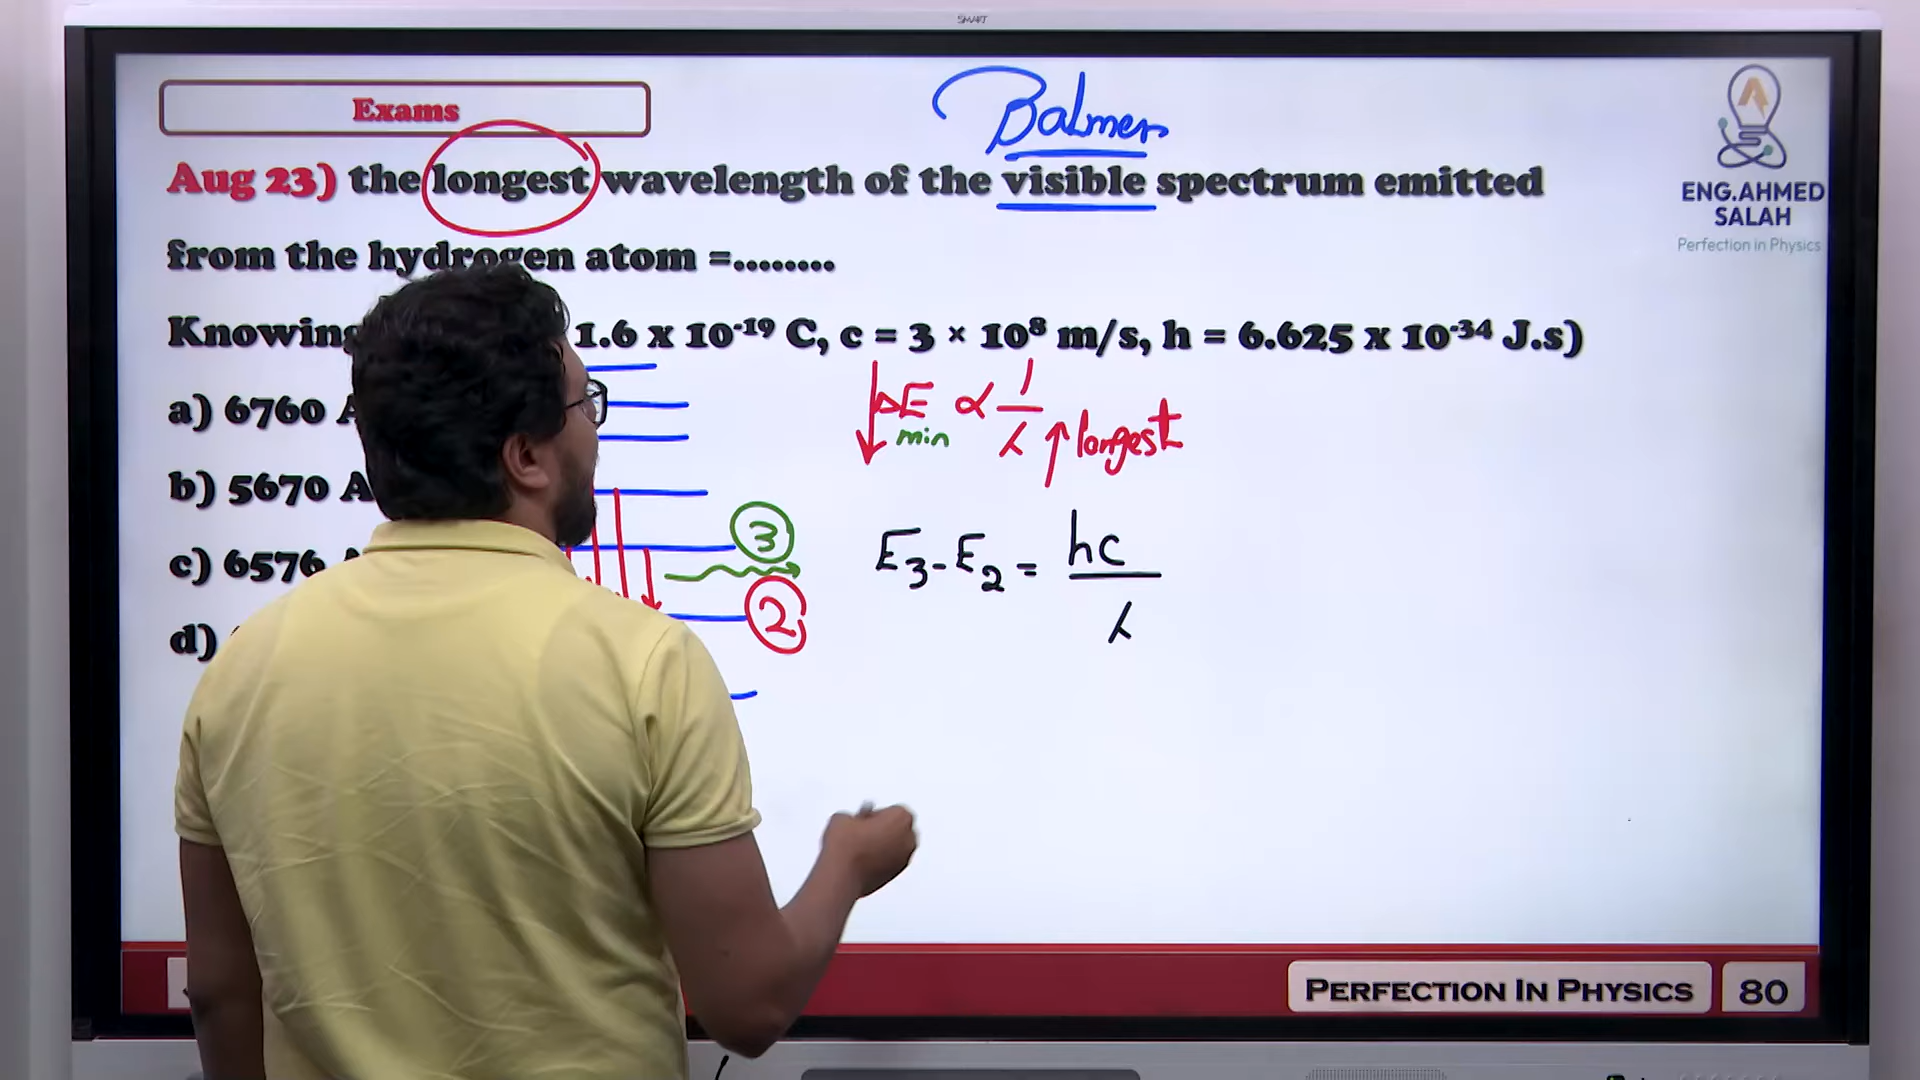 SMART
Exams
Balmer
Aug 23) the longest wavelength of the visible spectrum emitted
from the hydrogen atom =........
Knowing 1.6 x 10⁻¹⁹ C, c = 3 × 10⁸ m/s, h = 6.625 x 10⁻³⁴ J.s)
a) 6760 A
b) 5670 A
c) 6576
d)
3
2
ΔE min ∝ 1/λ longest
E₃-E₂ = hc/λ
ENG.AHMED
SALAH
Perfection in Physics
PERFECTION IN PHYSICS
80